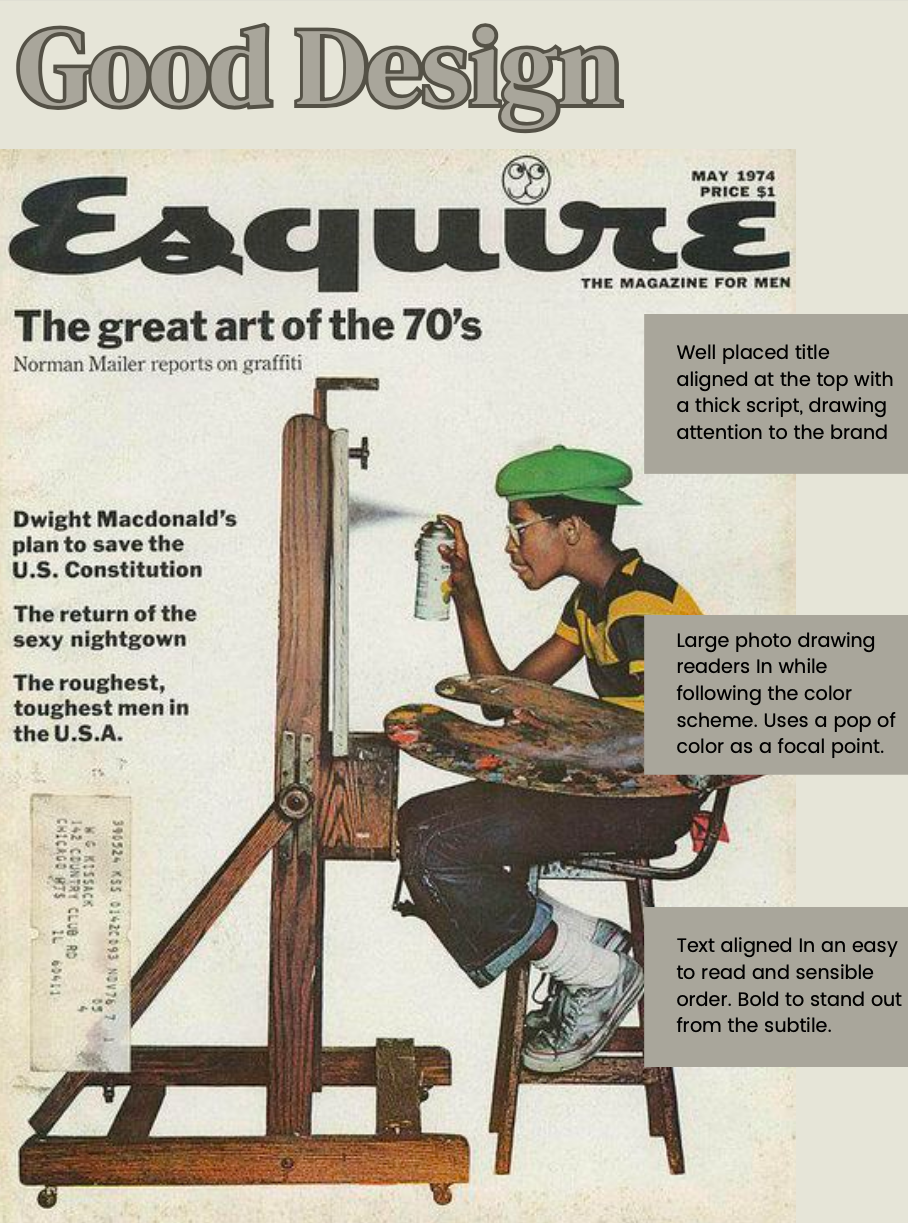 Good Design
Esquire
MAY 1974
PRICE $1
THE MAGAZINE FOR MEN
The great art of the 70's
Norman Mailer reports on graffiti
Well placed title
aligned at the top with
a thick script, drawing
attention to the brand
Dwight Macdonald's
plan to save the
U.S. Constitution
The return of the
sexy nightgown
The roughest,
toughest men in
the U.S.A.
Large photo drawing
readers In while
following the color
scheme. Uses a pop of
color as a focal point.
390524 KSS 0142C093 NOV76 7 1
05
4
M G KISSACK
142 COUNTRY CLUB RD
CHICAGO HTS IL 60411
Text aligned In an easy
to read and sensible
order. Bold to stand out
from the subtile.